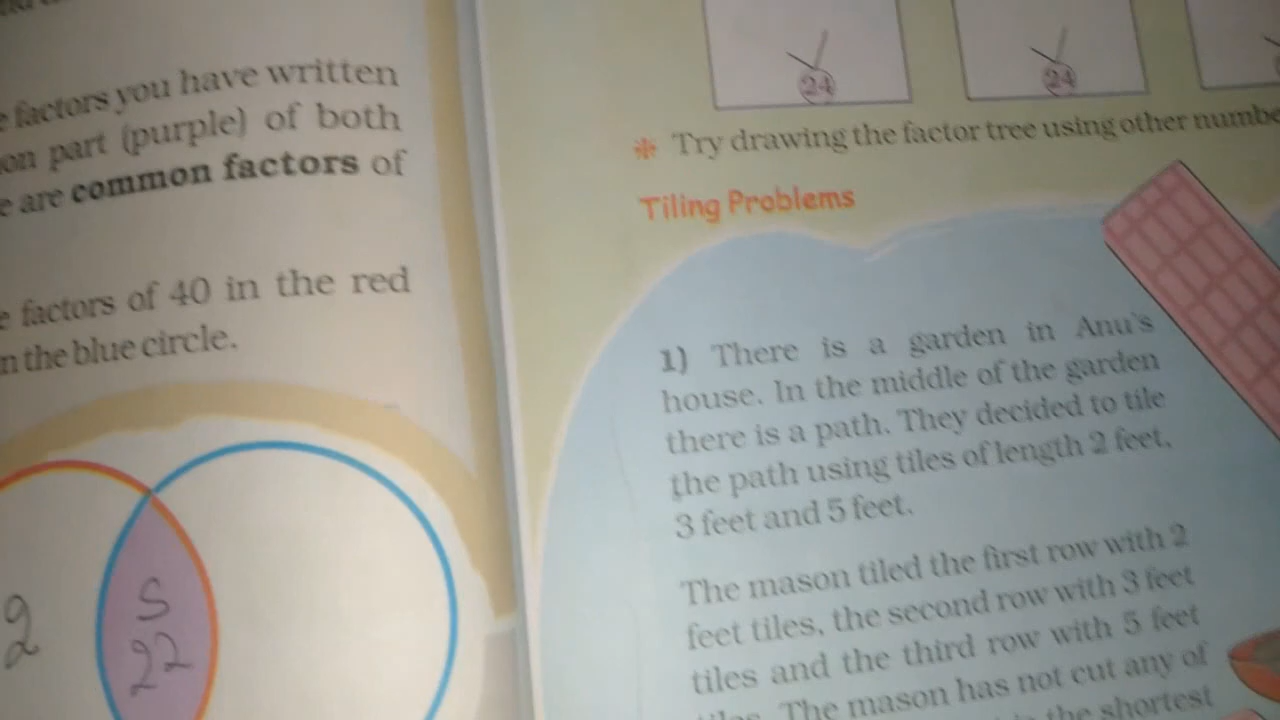 factors you have written
on part (purple) of both
are common factors of
factors of 40 in the red
n the blue circle.
2
S
22
24
24
* Try drawing the factor tree using other numbe
Tiling Problems
1) There is a garden in Anu's
house. In the middle of the garden
there is a path. They decided to tile
the path using tiles of length 2 feet,
3 feet and 5 feet.
The mason tiled the first row with 2
feet tiles, the second row with 3 feet
tiles and the third row with 5 feet
The mason has not cut any of
the shortest